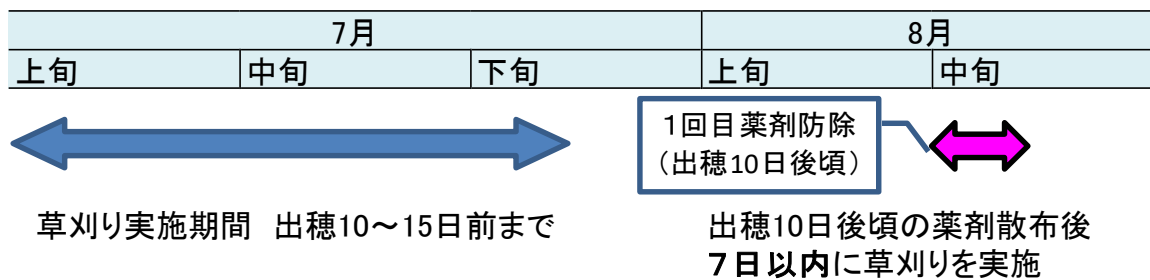 7月 8月
上旬 中旬 下旬 上旬 中旬
1回目薬剤防除
（出穂10日後頃）
草刈り実施期間　出穂10～15日前まで
出穂10日後頃の薬剤散布後
７日以内に草刈りを実施